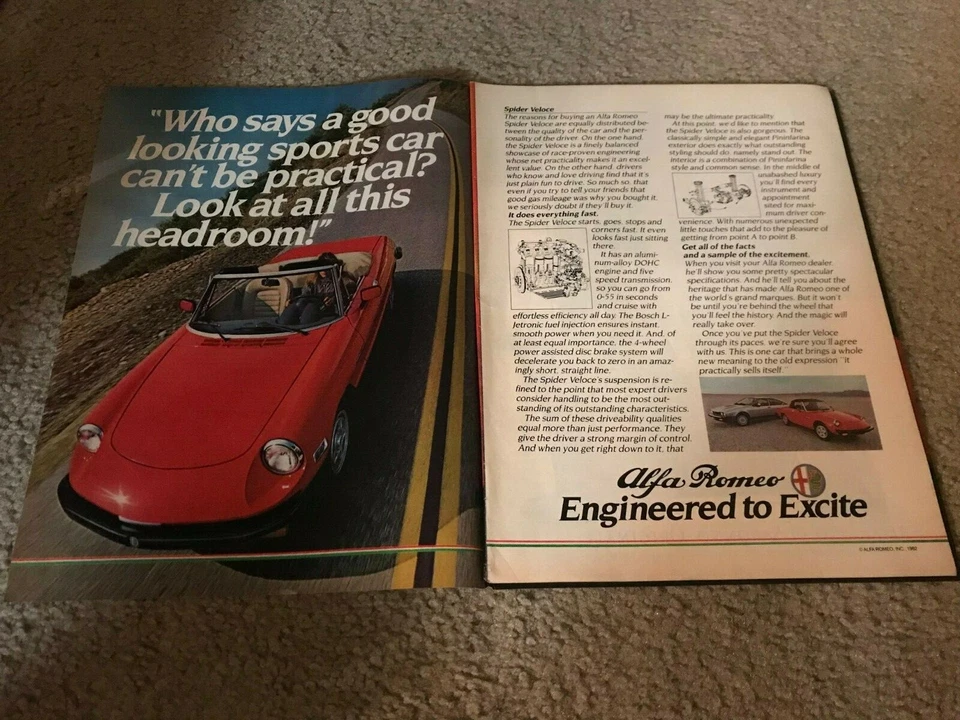 "Who says a good
looking sports car
can't be practical?
Look at all this
headroom!"
Spider Veloce
The reasons for buying an Alfa Romeo
Spider Veloce are equally distributed be-
tween the quality of the car and the per-
sonality of the driver. On the one hand,
the Spider Veloce is a finely balanced
showcase of race-proven engineering
whose net practicality makes it an excel-
lent value. On the other hand, drivers
who know and love driving find that it's
just plain fun to drive. So much so, that
even if you try to tell your friends that
good gas mileage was why you bought it,
we seriously doubt if they'll buy it.
It does everything fast.
The Spider Veloce starts, goes, stops and
corners fast. It even
looks fast just sitting
there.
It has an alumi-
num-alloy DOHC
engine and five
speed transmission,
so you can go from
0-55 in seconds
and cruise with
effortless efficiency all day. The Bosch L-
Jetronic fuel injection ensures instant,
smooth power when you need it. And, of
at least equal importance, the 4-wheel
power assisted disc brake system will
decelerate you back to zero in an amaz-
ingly short, straight line.
The Spider Veloce's suspension is re-
fined to the point that most expert drivers
consider handling to be the most out-
standing of its outstanding characteristics.
The sum of these driveability qualities
equal more than just performance. They
give the driver a strong margin of control.
And when you get right down to it, that
may be the ultimate practicality.
At this point, we'd like to mention that
the Spider Veloce is also gorgeous. The
classically simple and elegant Pininfarina
exterior does exactly what outstanding
styling should do, namely stand out. The
interior is a combination of Pininfarina
style and common sense. In the middle of
unabashed luxury
you'll find every
instrument and
appointment
sited for maxi-
mum driver con-
venience. With numerous unexpected
little touches that add to the pleasure of
getting from point A to point B.
Get all of the facts
and a sample of the excitement.
When you visit your Alfa Romeo dealer,
he'll show you some pretty spectacular
specifications. And he'll tell you about the
heritage that has made Alfa Romeo one of
the world's grand marques. But it won't
be until you're behind the wheel that
you'll feel the history. And the magic will
really take over.
Once you've put the Spider Veloce
through its paces, we're sure you'll agree
with us. This is one car that brings a whole
new meaning to the old expression "it
practically sells itself."
Alfa Romeo
Engineered to Excite
© ALFA ROMEO, INC. 1982